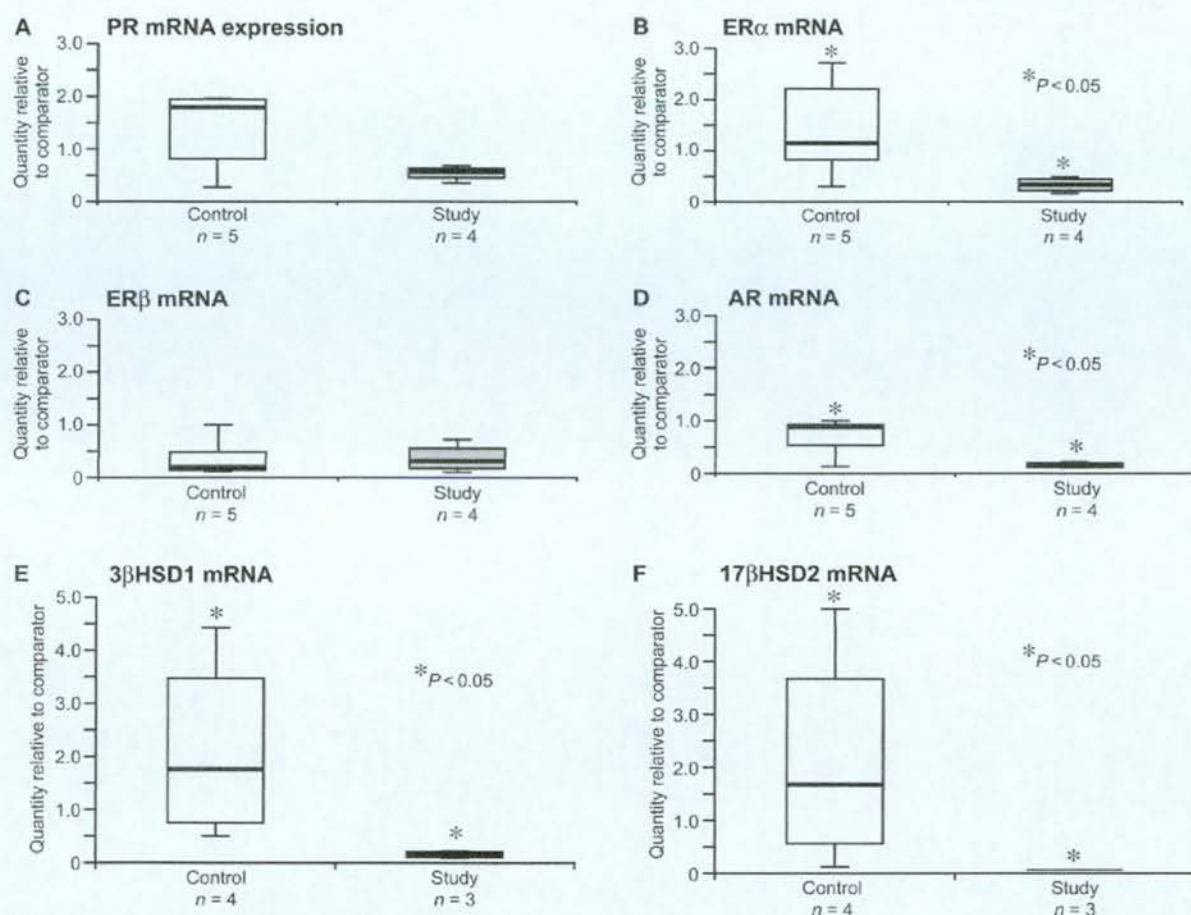 A PR mRNA expression
Quantity relative
to comparator
3.0
2.0
1.0
0
Control
n = 5
Study
n = 4
B ERα mRNA
Quantity relative
to comparator
3.0
2.0
1.0
0
*
*
*P < 0.05
Control
n = 5
Study
n = 4
C ERβ mRNA
Quantity relative
to comparator
3.0
2.0
1.0
0
Control
n = 5
Study
n = 4
D AR mRNA
Quantity relative
to comparator
3.0
2.0
1.0
0
*
*
*P < 0.05
Control
n = 5
Study
n = 4
E 3βHSD1 mRNA
Quantity relative to comparator
5.0
4.0
3.0
2.0
1.0
0
*
*
*P < 0.05
Control
n = 4
Study
n = 3
F 17βHSD2 mRNA
Quantity relative to comparator
5.0
4.0
3.0
2.0
1.0
0
*
*
*P < 0.05
Control
n = 4
Study
n = 3